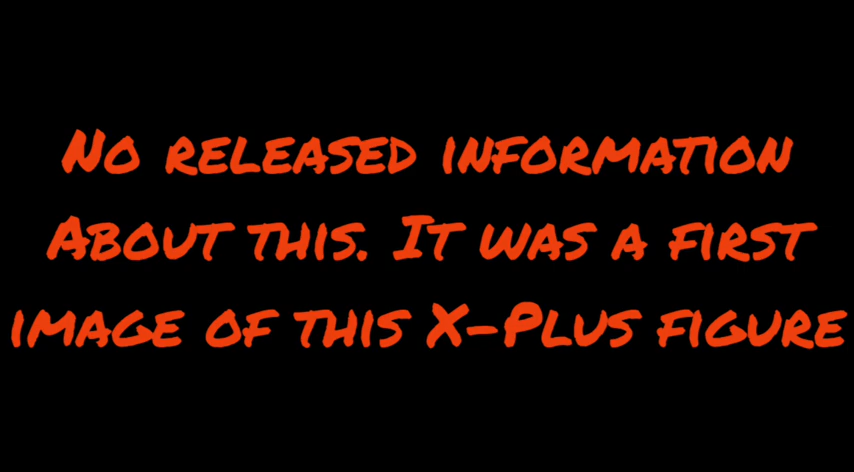 No released information
About this. It was a first
image of this X-Plus figure